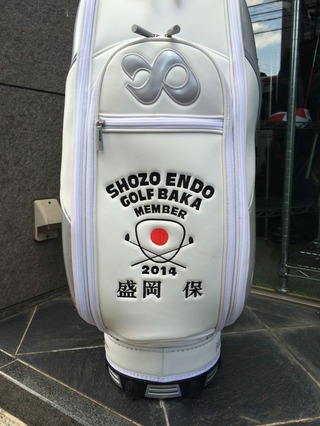 SHOZO ENDO
GOLF BAKA
MEMBER
2014
盛岡 保